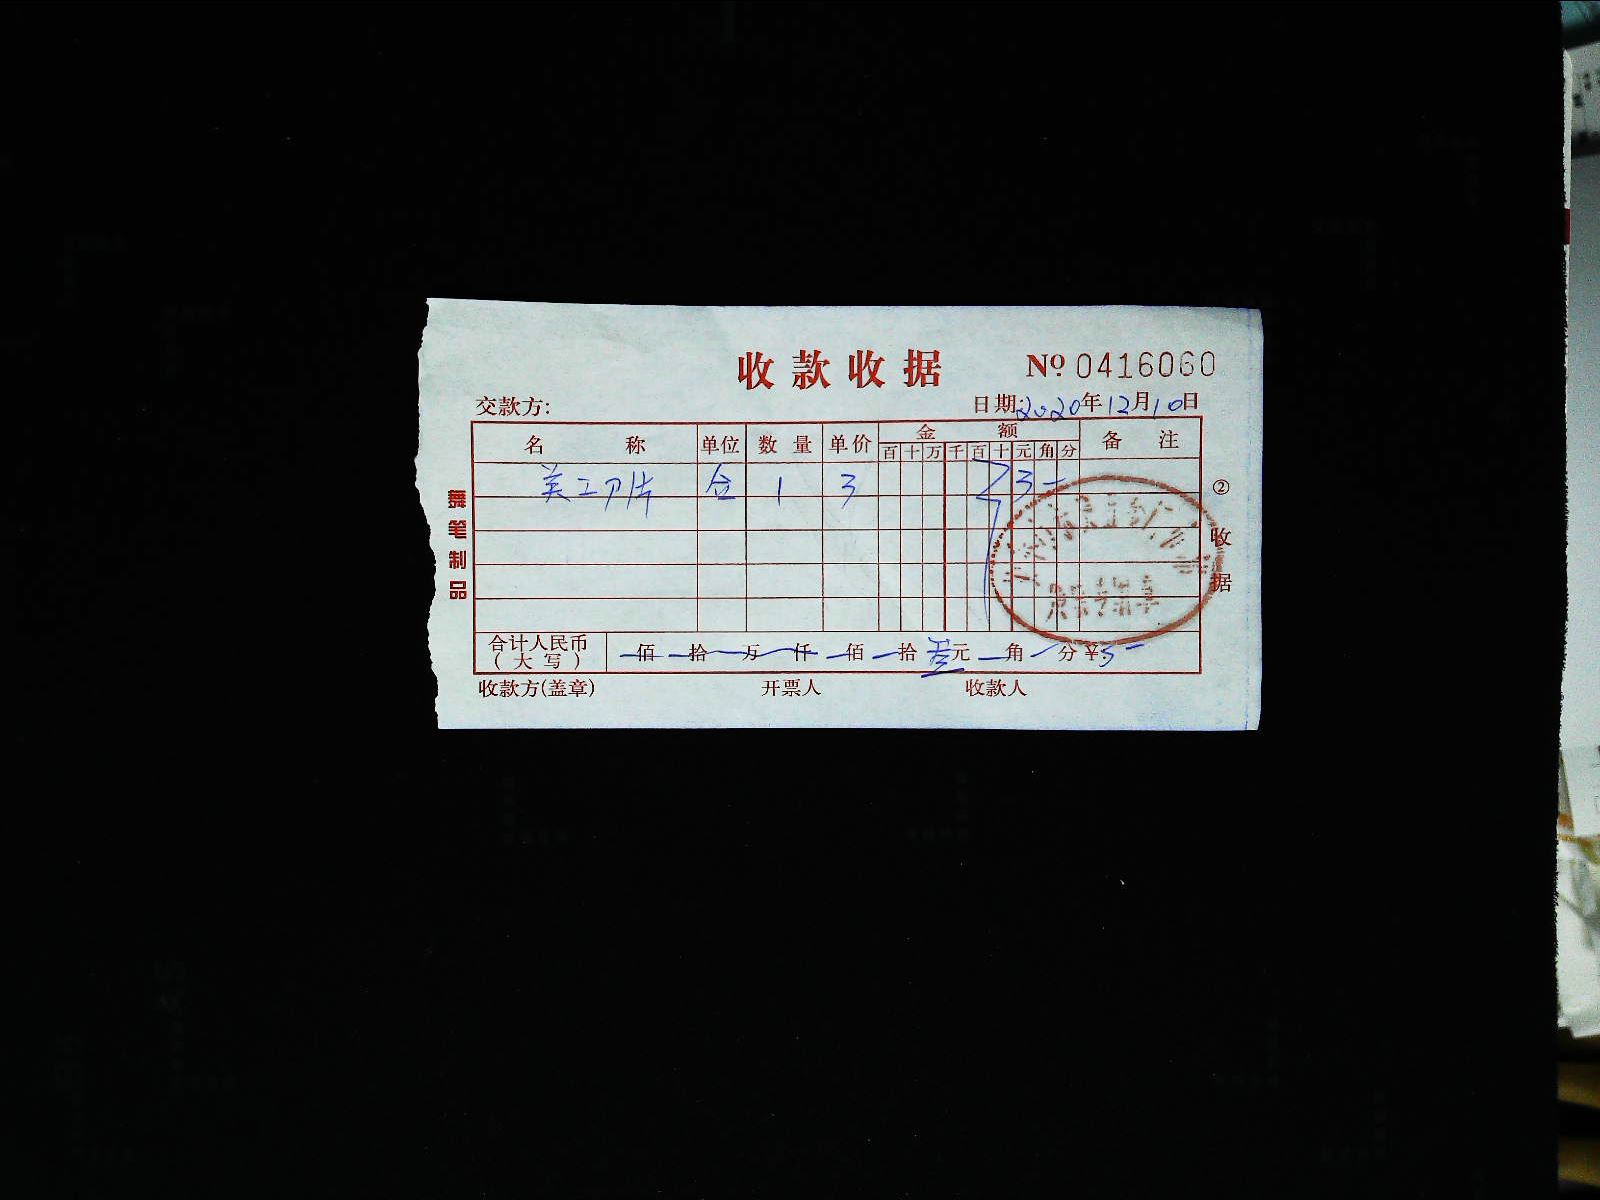 收款收据 Nº 0416060
交款方: 日期:2020年12月10日
名称 单位 数量 单价 金额 备注
百 十 万 千 百 十 元 角 分
美工刀片 盒 1 3 3 -
合计人民币(大写) 佰 拾 万 仟 佰 拾 叁元 角 分 ¥:3-
收款方(盖章) 开票人 收款人
舞笔制品
② 收据